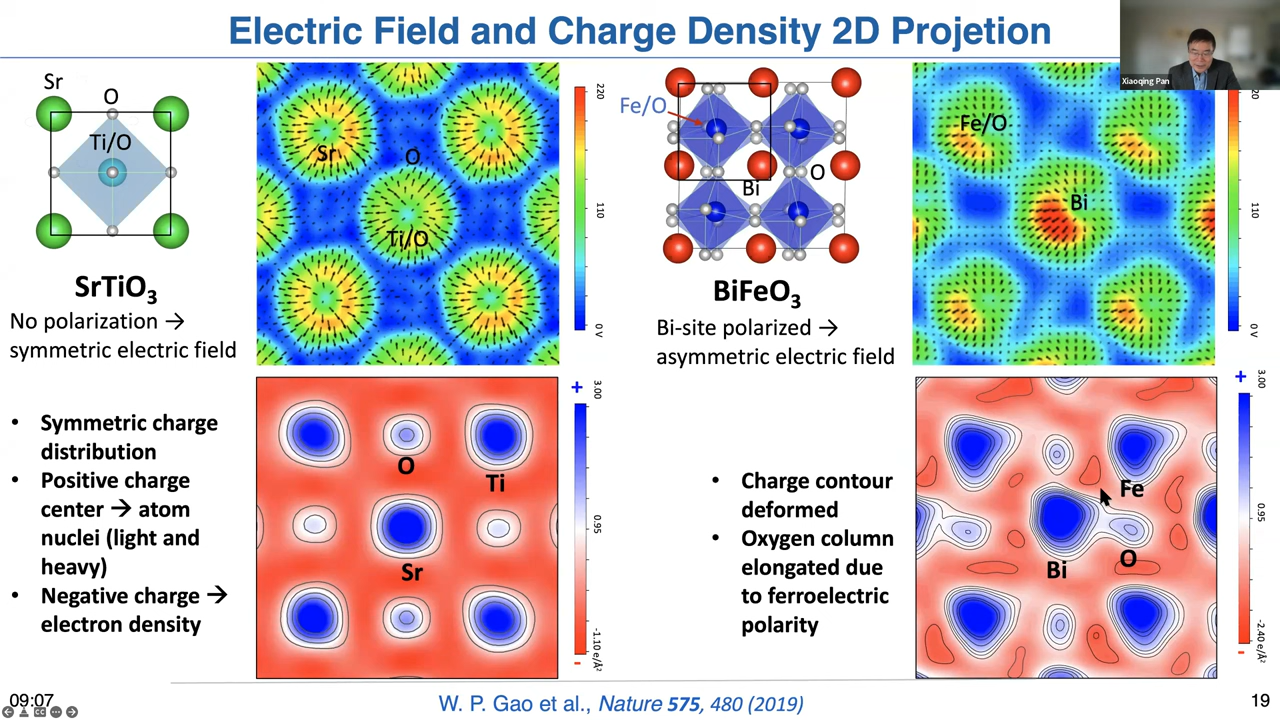 Electric Field and Charge Density 2D Projetion
Xiaoqing Pan
Sr
O
Ti/O
SrTiO3
No polarization →
symmetric electric field
Sr
O
Ti/O
220
110
0 V
Fe/O
O
Bi
BiFeO3
Bi-site polarized →
asymmetric electric field
Fe/O
Bi
20
110
0 V
• Symmetric charge
distribution
• Positive charge
center → atom
nuclei (light and
heavy)
• Negative charge →
electron density
O
Ti
Sr
+
3.00
0.95
-1.10 e/Å²
-
• Charge contour
deformed
• Oxygen column
elongated due
to ferroelectric
polarity
Fe
Bi
O
+
3.00
0.95
-2.40 e/Å²
-
09:07
W. P. Gao et al., Nature 575, 480 (2019)
19